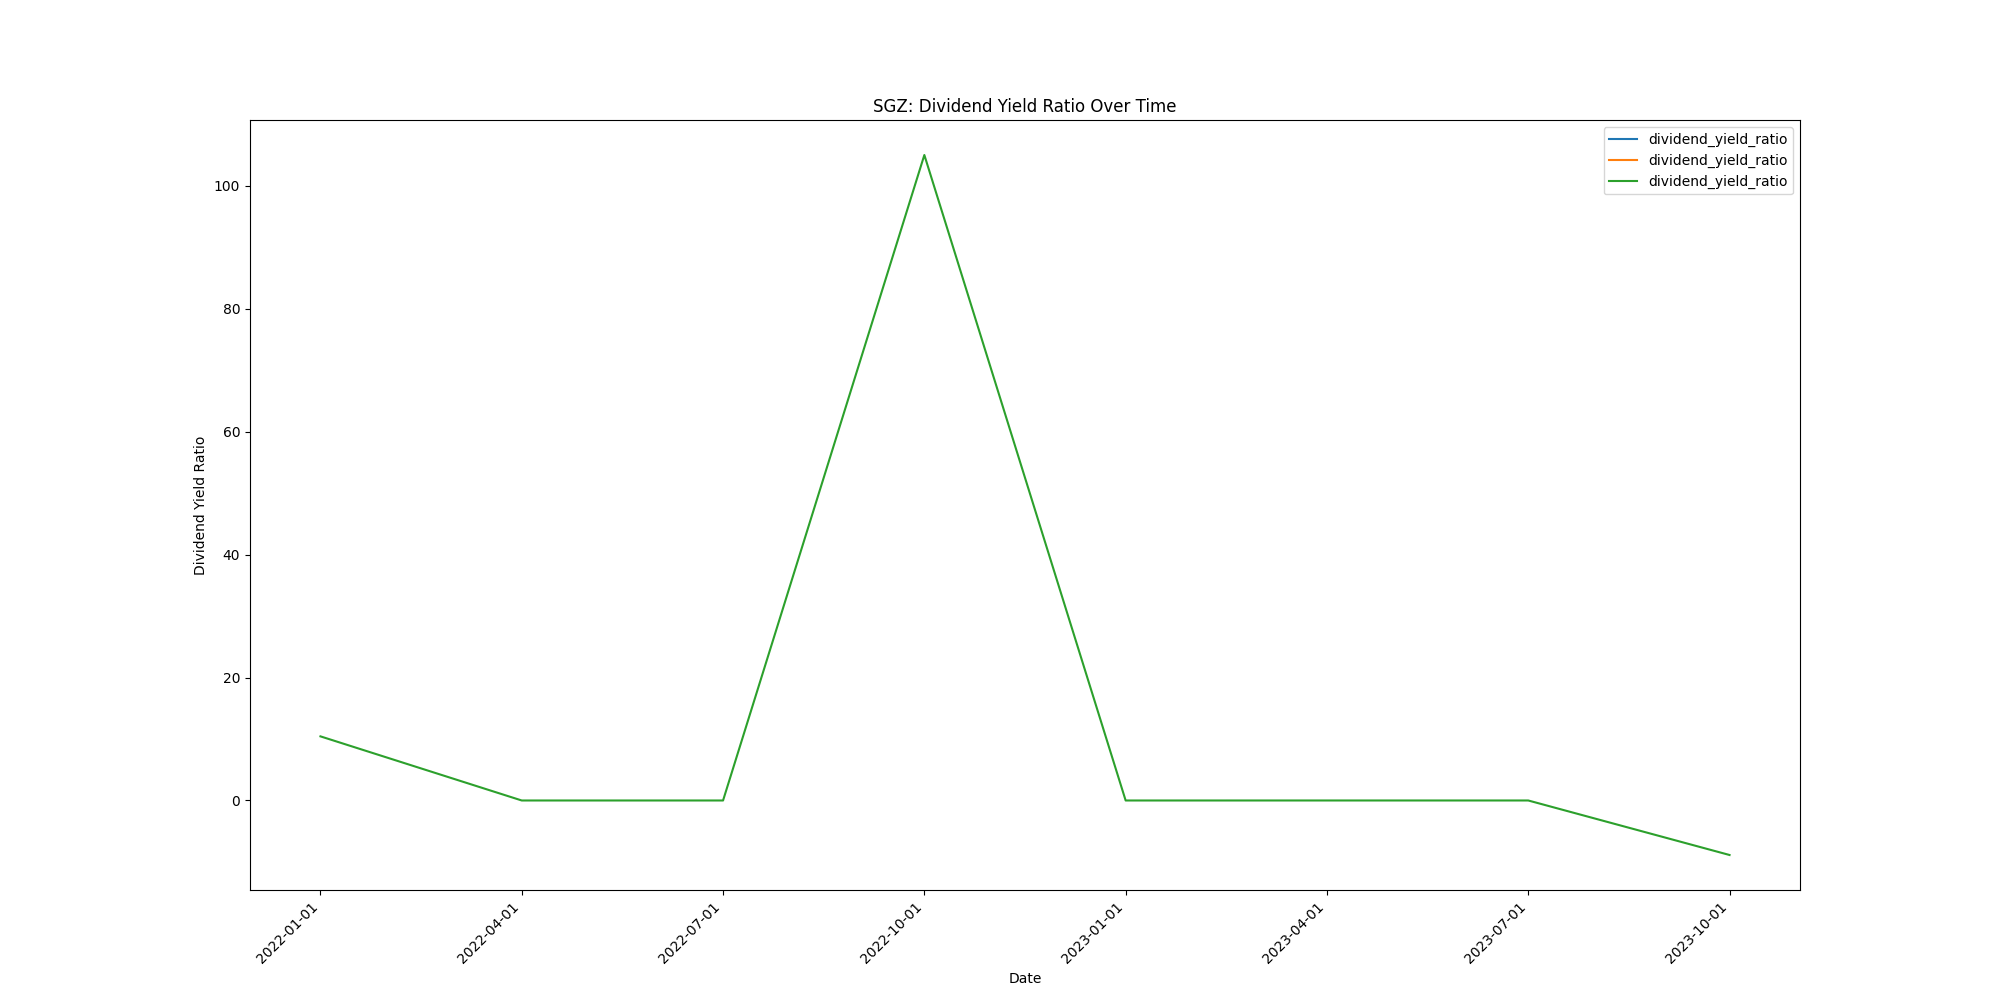 SGZ: Dividend Yield Ratio Over Time
dividend_yield_ratio
dividend_yield_ratio
dividend_yield_ratio
Dividend Yield Ratio
100
80
60
40
20
0
2022-01-01
2022-04-01
2022-07-01
2022-10-01
2023-01-01
2023-04-01
2023-07-01
2023-10-01
Date